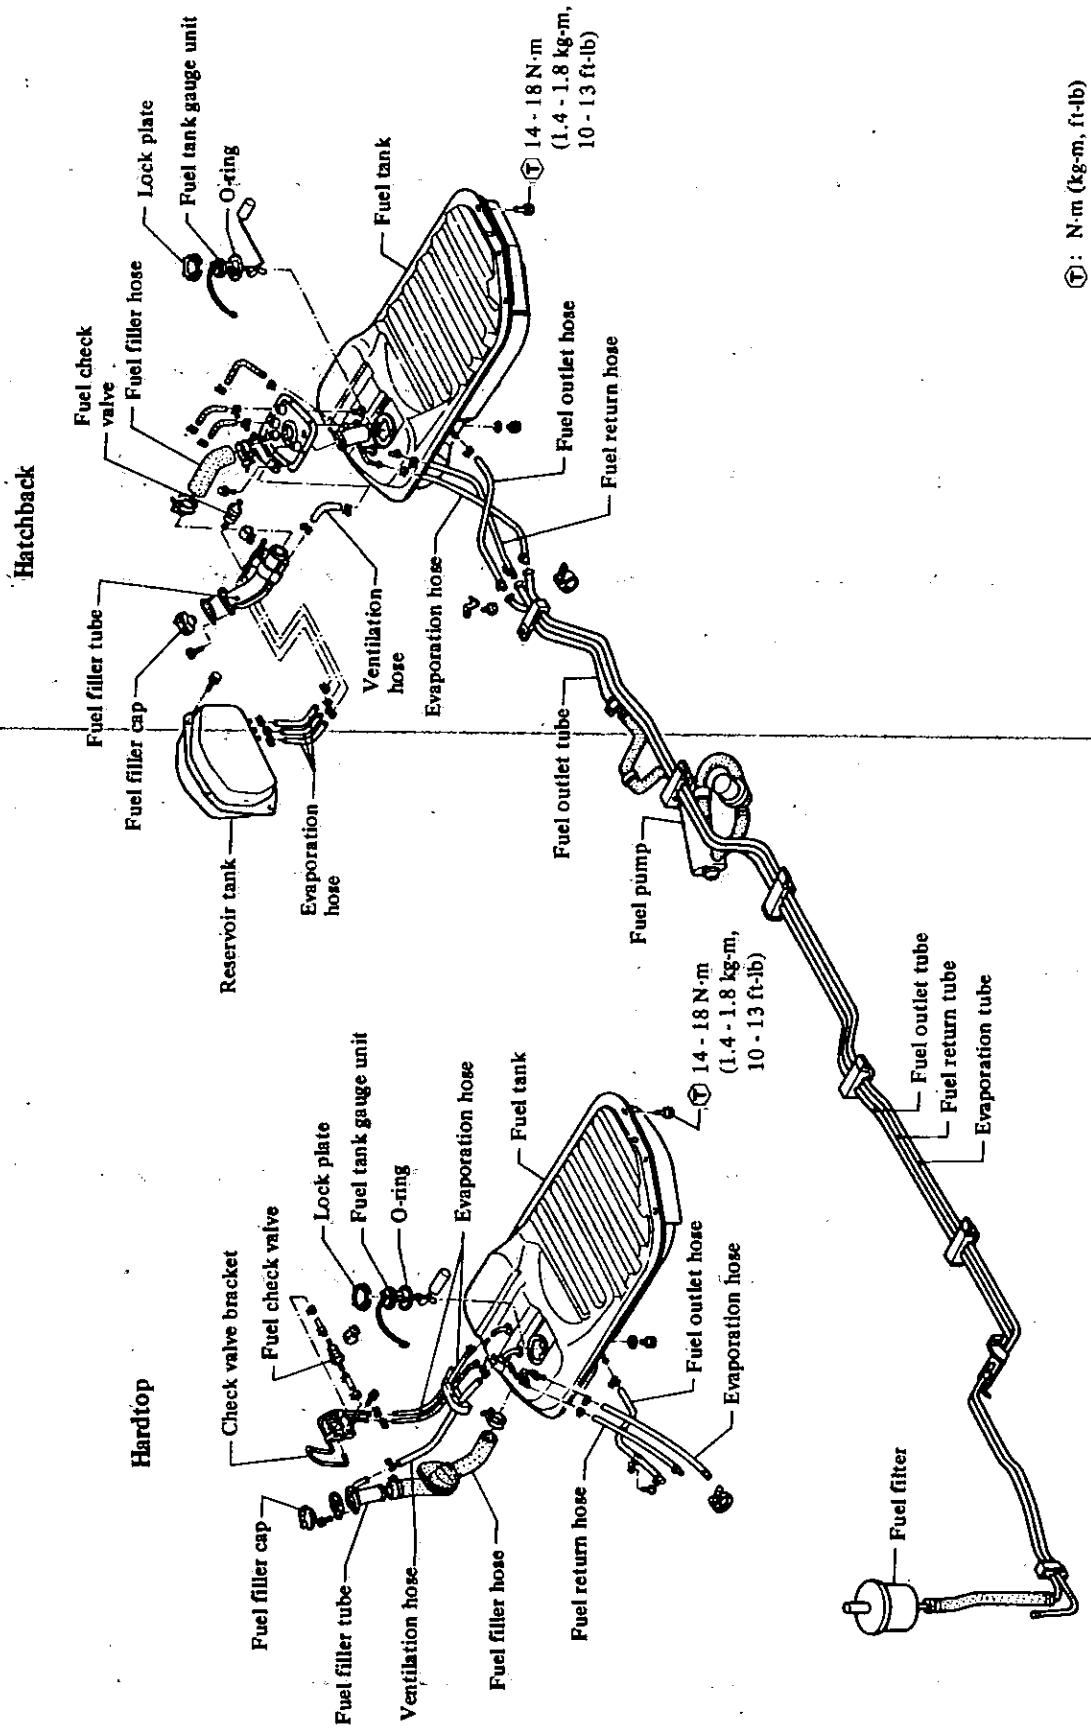 Hardtop
Fuel filler cap
Fuel filler tube
Ventilation hose
Fuel filler hose
Check valve bracket
Fuel check valve
Lock plate
Fuel tank gauge unit
O-ring
Evaporation hose
Fuel tank
Ⓣ 14 - 18 N·m
(1.4 - 1.8 kg-m,
10 - 13 ft-lb)
Fuel return hose
Fuel outlet hose
Evaporation hose
Hatchback
Reservoir tank
Fuel filler cap
Fuel filler tube
Evaporation
hose
Fuel check
valve
Fuel filler hose
Lock plate
Fuel tank gauge unit
O-ring
Fuel tank
Ⓣ 14 - 18 N·m
(1.4 - 1.8 kg-m,
10 - 13 ft-lb)
Ventilation
hose
Evaporation hose
Fuel outlet hose
Fuel return hose
Fuel outlet tube
Fuel pump
Fuel outlet tube
Fuel return tube
Evaporation tube
Fuel filter
Ⓣ : N·m (kg-m, ft-lb)